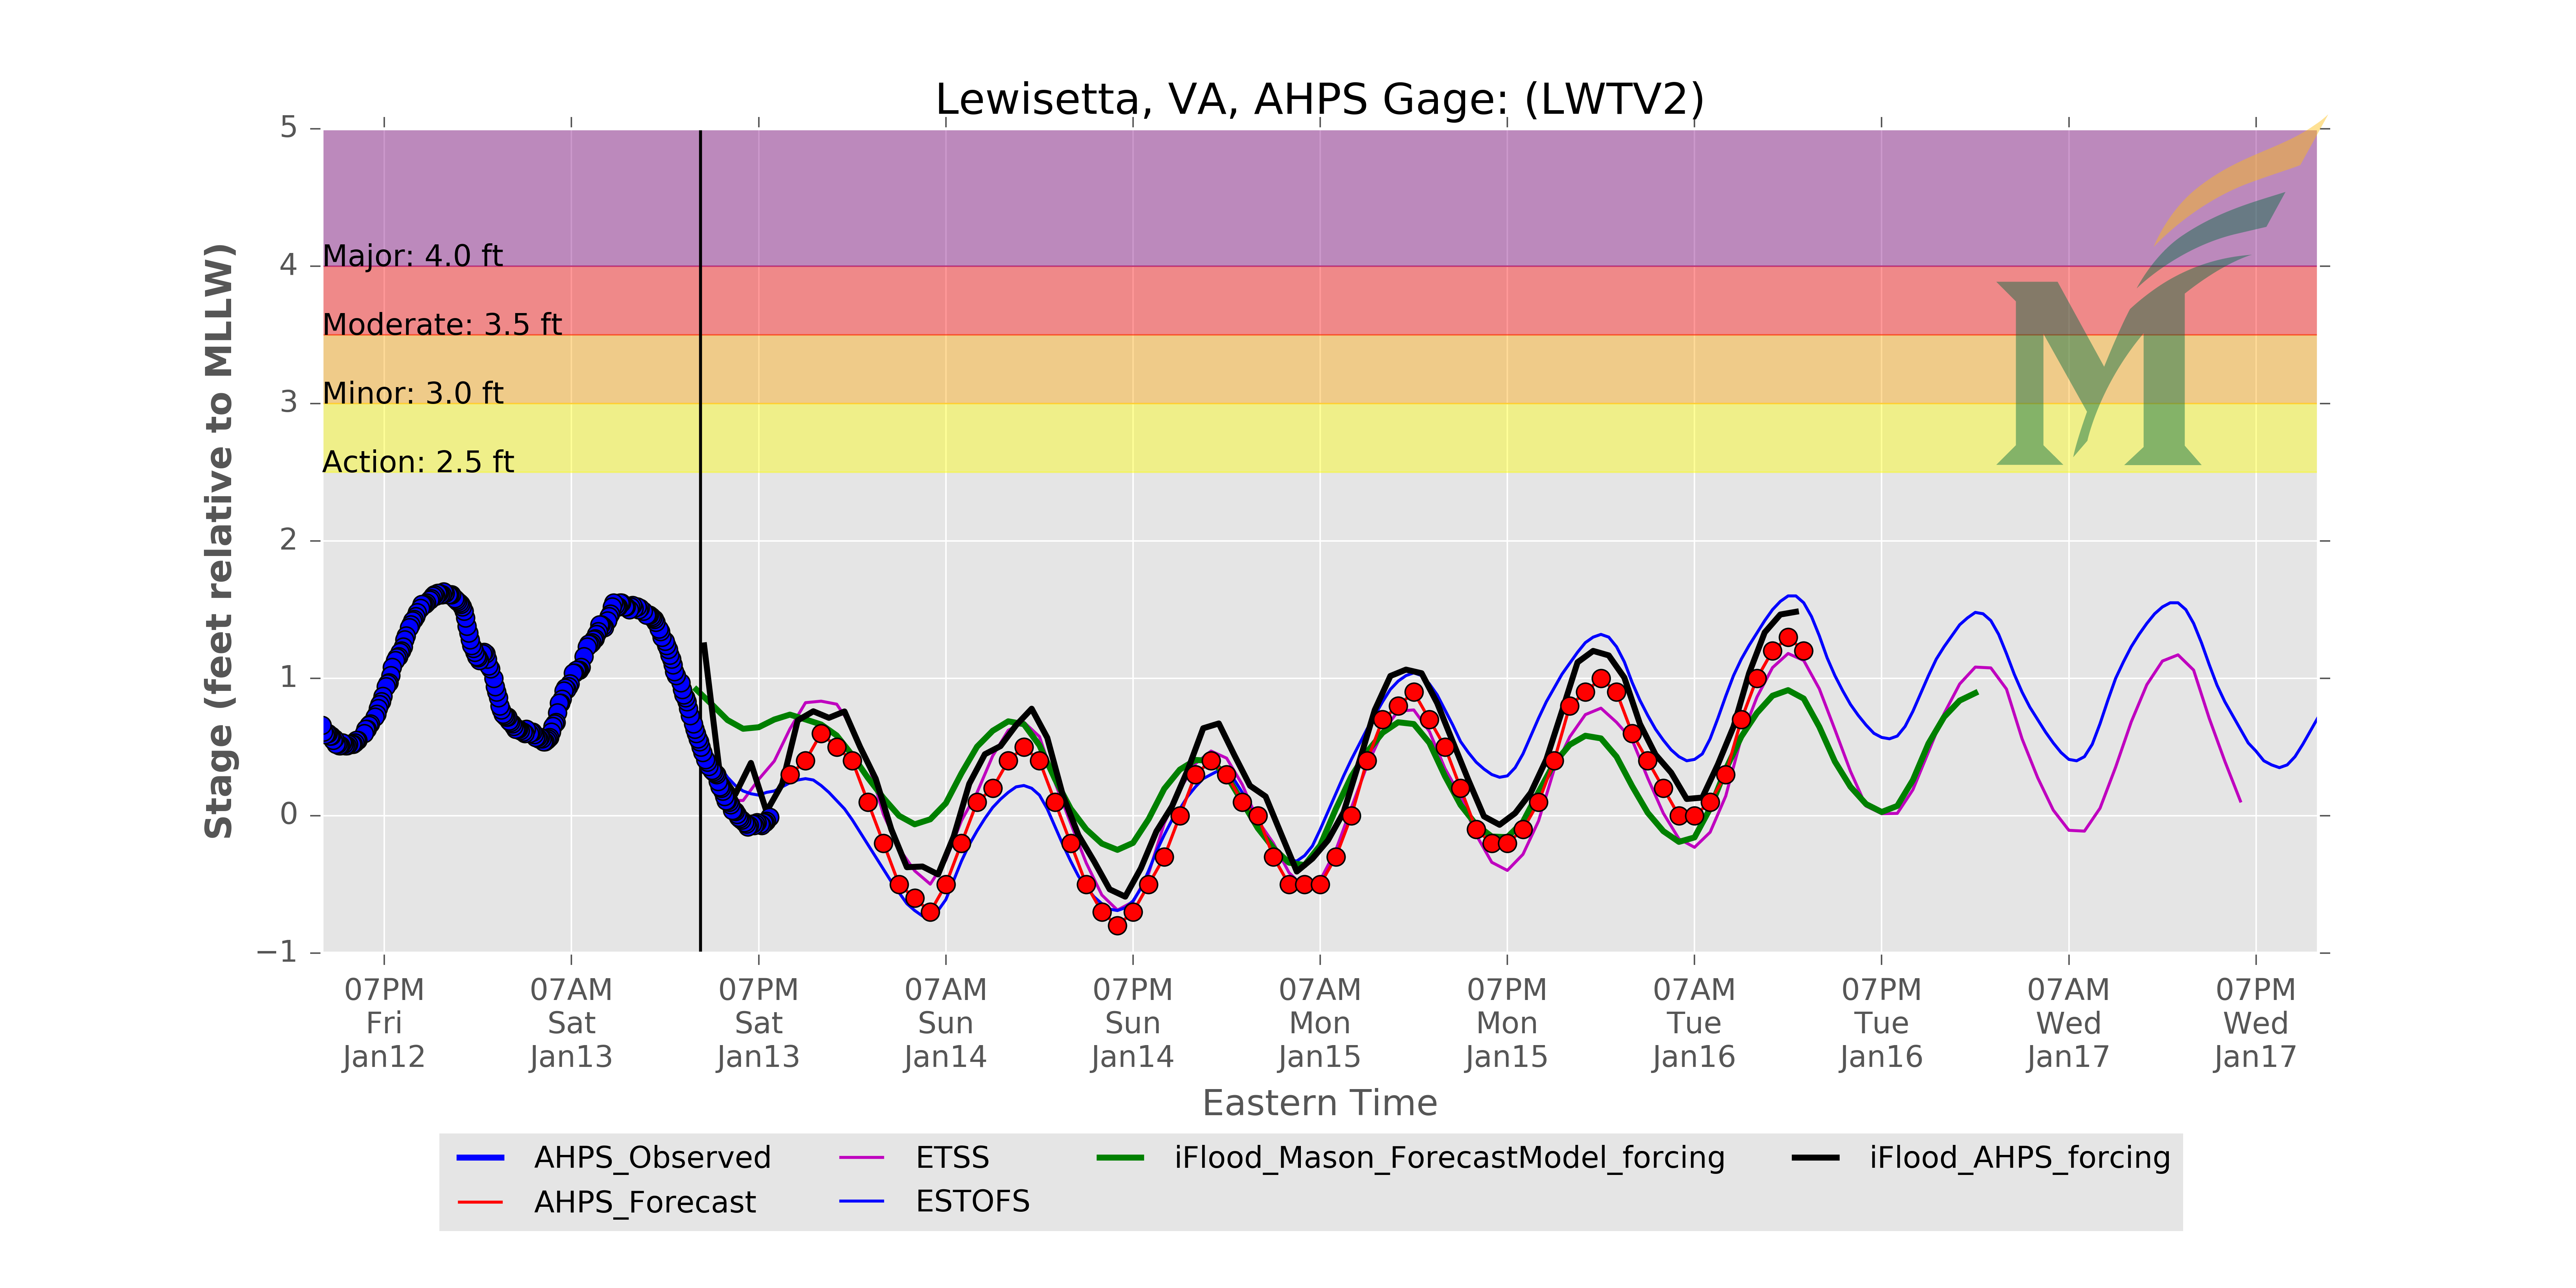 Lewisetta, VA, AHPS Gage: (LWTV2)
Stage (feet relative to MLLW)
5
4
3
2
1
0
−1
Major: 4.0 ft
Moderate: 3.5 ft
Minor: 3.0 ft
Action: 2.5 ft
M
07PM 07AM 07PM 07AM 07PM 07AM 07PM 07AM 07PM 07AM 07PM
Fri Sat Sat Sun Sun Mon Mon Tue Tue Wed Wed
Jan12 Jan13 Jan13 Jan14 Jan14 Jan15 Jan15 Jan16 Jan16 Jan17 Jan17
Eastern Time
AHPS_Observed ETSS iFlood_Mason_ForecastModel_forcing iFlood_AHPS_forcing
AHPS_Forecast ESTOFS